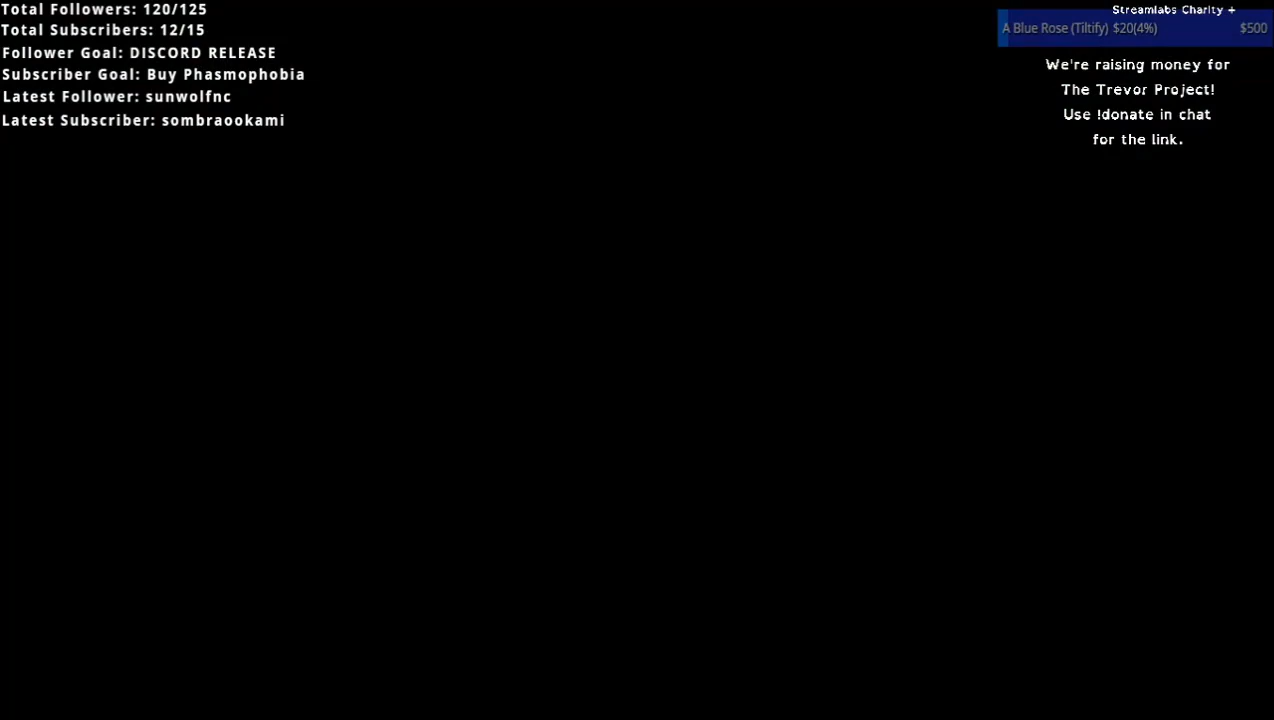 Total Followers: 120/125
Total Subscribers: 12/15
Follower Goal: DISCORD RELEASE
Subscriber Goal: Buy Phasmophobia
Latest Follower: sunwolfnc
Latest Subscriber: sombraookami
Streamlabs Charity +
A Blue Rose (Tiltify) $20(4%) $500
We're raising money for
The Trevor Project!
Use !donate in chat
for the link.